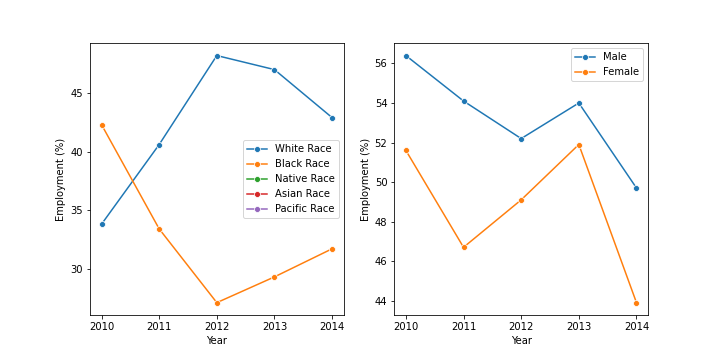 45
40
35
30
Employment (%)
2010 2011 2012 2013 2014
Year
White Race
Black Race
Native Race
Asian Race
Pacific Race
56
54
52
50
48
46
44
Employment (%)
2010 2011 2012 2013 2014
Year
Male
Female